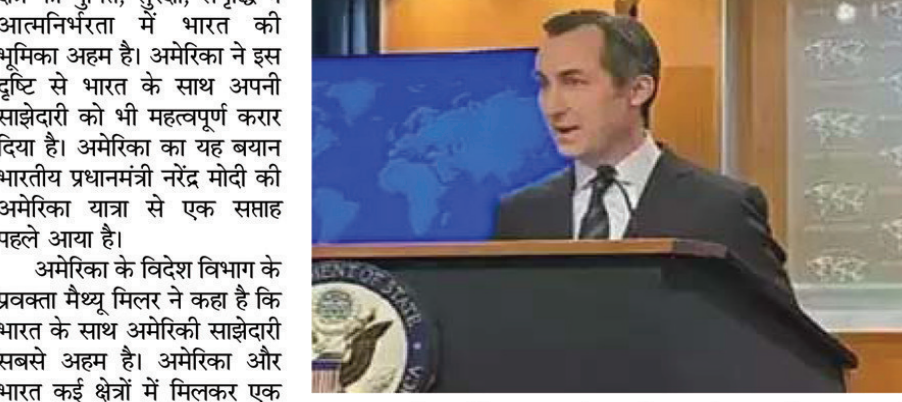 आत्मनिर्भरता में भारत की
भूमिका अहम है। अमेरिका ने इस
दृष्टि से भारत के साथ अपनी
साझेदारी को भी महत्वपूर्ण करार
दिया है। अमेरिका का यह बयान
भारतीय प्रधानमंत्री नरेंद्र मोदी की
अमेरिका यात्रा से एक सप्ताह
पहले आया है।
अमेरिका के विदेश विभाग के
प्रवक्ता मैथ्यू मिलर ने कहा है कि
भारत के साथ अमेरिकी साझेदारी
सबसे अहम है। अमेरिका और
भारत कई क्षेत्रों में मिलकर एक
OF STATE